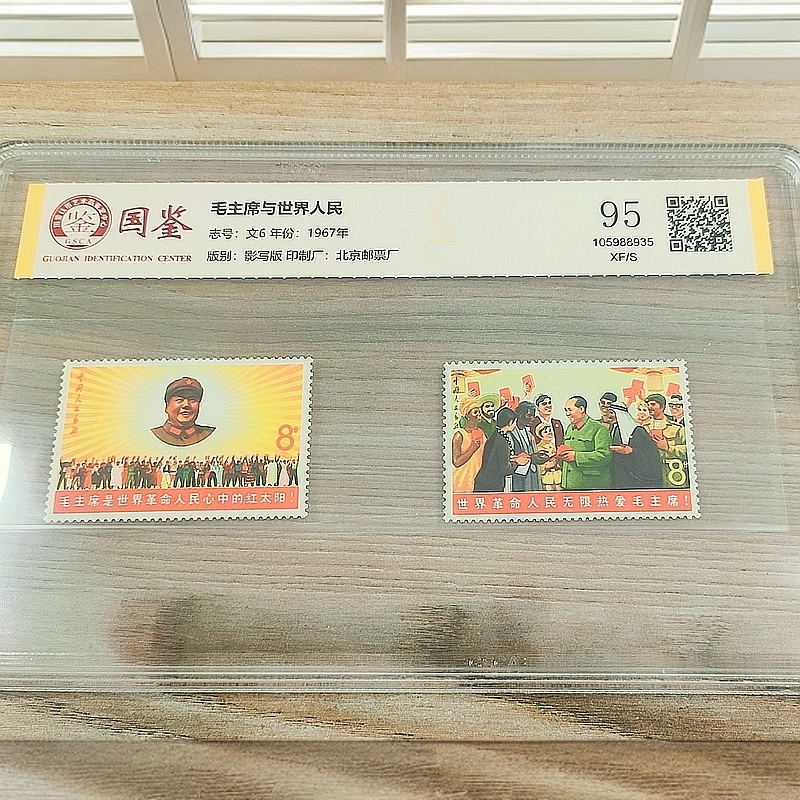 鉴
GSCA
国鉴
GUOJIAN IDENTIFICATION CENTER
毛主席与世界人民
志号：文6 年份：1967年
版别：影写版 印制厂：北京邮票厂
95
105988935
XF/S
中国人民邮政
8
毛主席是世界革命人民心中的红太阳！
中国人民邮政
8
世界革命人民无限热爱毛主席！